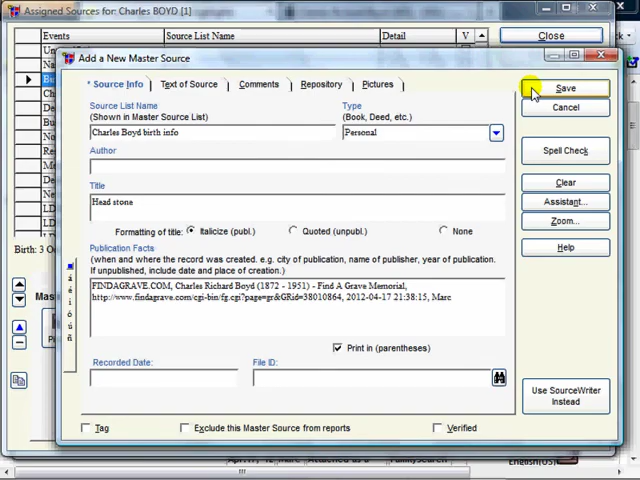 Assigned Sources for: Charles BOYD [1]
Events
Source List Name
Detail
V
Close
Add a New Master Source
* Source Info
Text of Source
Comments
Repository
Pictures
Source List Name
(Shown in Master Source List)
Type
(Book, Deed, etc.)
Charles Boyd birth info
Personal
Author
Title
Head stone
Formatting of title:
Italicize (publ.)
Quoted (unpubl.)
None
Publication Facts:
(when and where the record was created. e.g. city of publication, name of publisher, year of publication.
If unpublished, include date and place of creation.)
FINDAGRAVE.COM, Charles Richard Boyd (1872 - 1951) - Find A Grave Memorial,
http://www.findagrave.com/cgi-bin/fg.cgi?page=gr&GRid=38010864, 2012-04-17 21:38:15, Marc
Print in (parentheses)
Recorded Date:
File ID:
Tag
Exclude this Master Source from reports
Verified
Save
Cancel
Spell Check
Clear
Assistant...
Zoom...
Help
Use SourceWriter
Instead
á
é
í
ó
ú
ñ
Birth: 3 O
English(US)